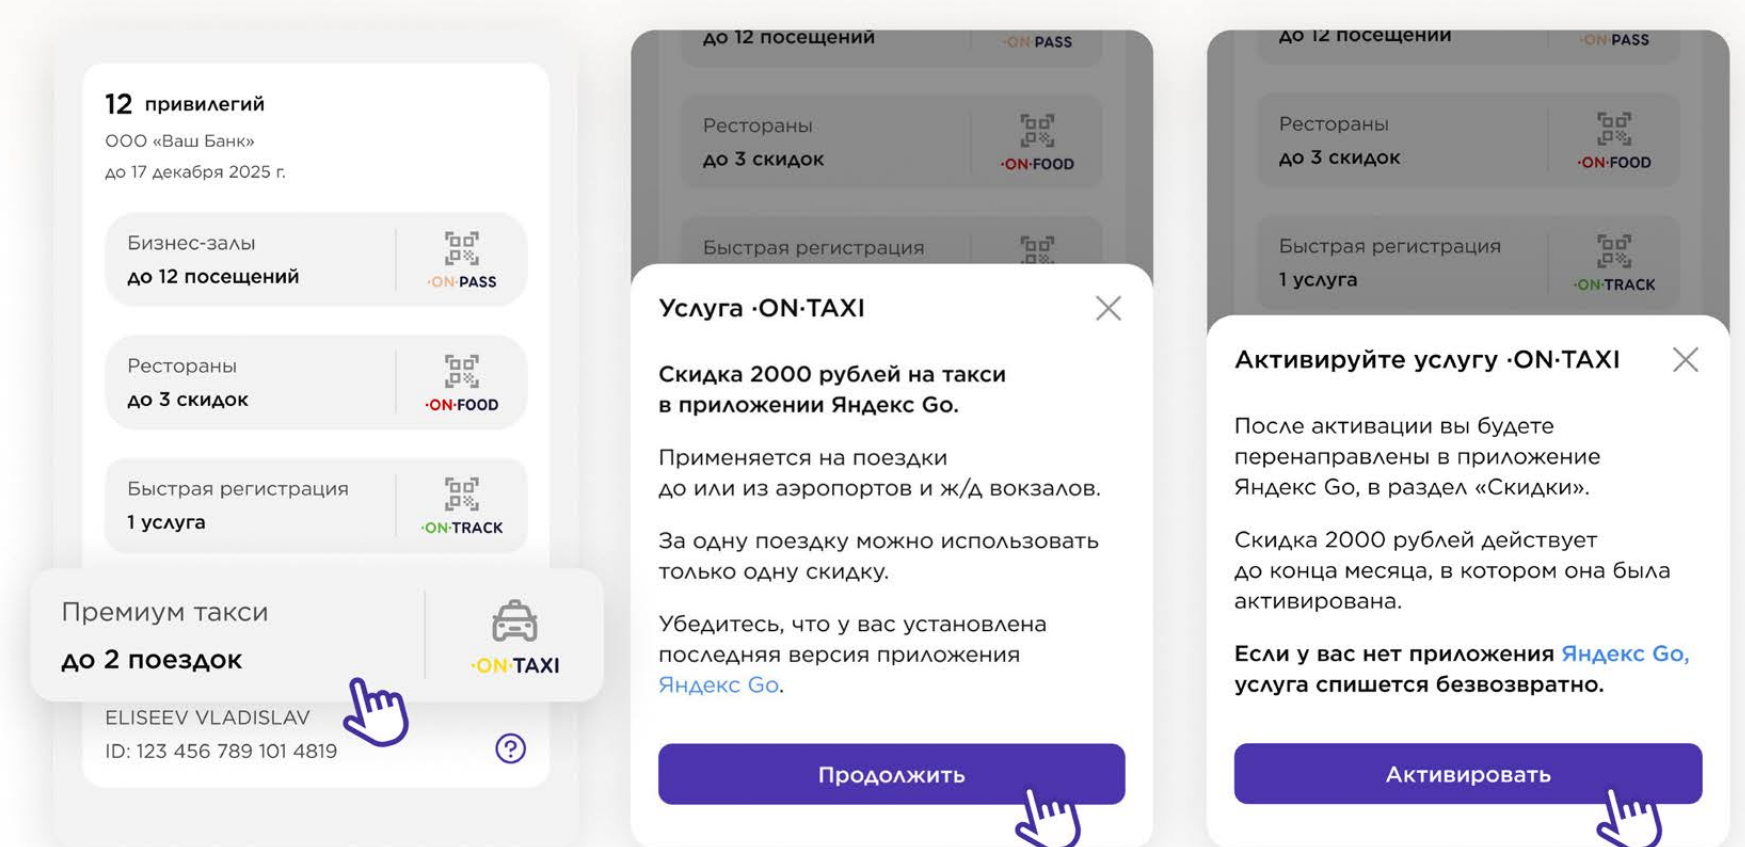 12 привилегий
ООО «Ваш Банк»
до 17 декабря 2025 г.
Бизнес-залы
до 12 посещений
·ON·PASS
Рестораны
до 3 скидок
·ON·FOOD
Быстрая регистрация
1 услуга
·ON·TRACK
Премиум такси
до 2 поездок
·ON·TAXI
ELISEEV VLADISLAV
ID: 123 456 789 101 4819
?
до 12 посещений
·ON·PASS
Рестораны
до 3 скидок
·ON·FOOD
Быстрая регистрация
Услуга ·ON·TAXI
Скидка 2000 рублей на такси
в приложении Яндекс Go.
Применяется на поездки
до или из аэропортов и ж/д вокзалов.
За одну поездку можно использовать
только одну скидку.
Убедитесь, что у вас установлена
последняя версия приложения
Яндекс Go.
Продолжить
до 12 посещений
·ON·PASS
Рестораны
до 3 скидок
·ON·FOOD
Быстрая регистрация
1 услуга
·ON·TRACK
Активируйте услугу ·ON·TAXI
После активации вы будете
перенаправлены в приложение
Яндекс Go, в раздел «Скидки».
Скидка 2000 рублей действует
до конца месяца, в котором она была
активирована.
Если у вас нет приложения Яндекс Go,
услуга спишется безвозвратно.
Активировать